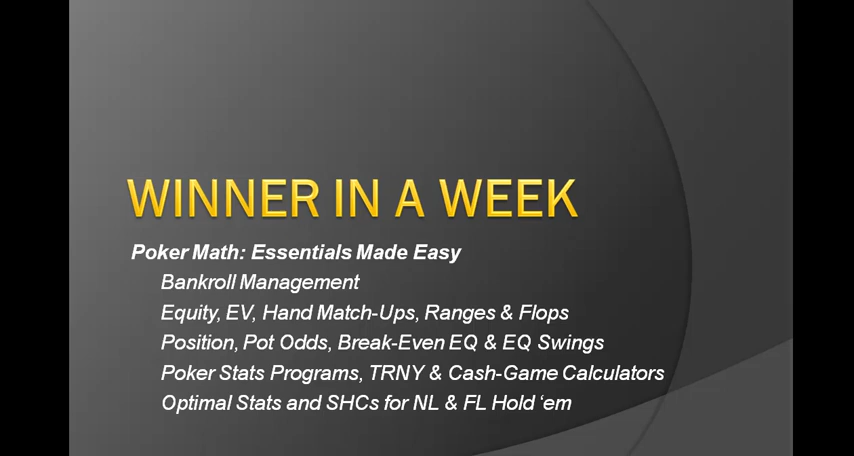 WINNER IN A WEEK
Poker Math: Essentials Made Easy
Bankroll Management
Equity, EV, Hand Match-Ups, Ranges & Flops
Position, Pot Odds, Break-Even EQ & EQ Swings
Poker Stats Programs, TRNY & Cash-Game Calculators
Optimal Stats and SHCs for NL & FL Hold ‘em